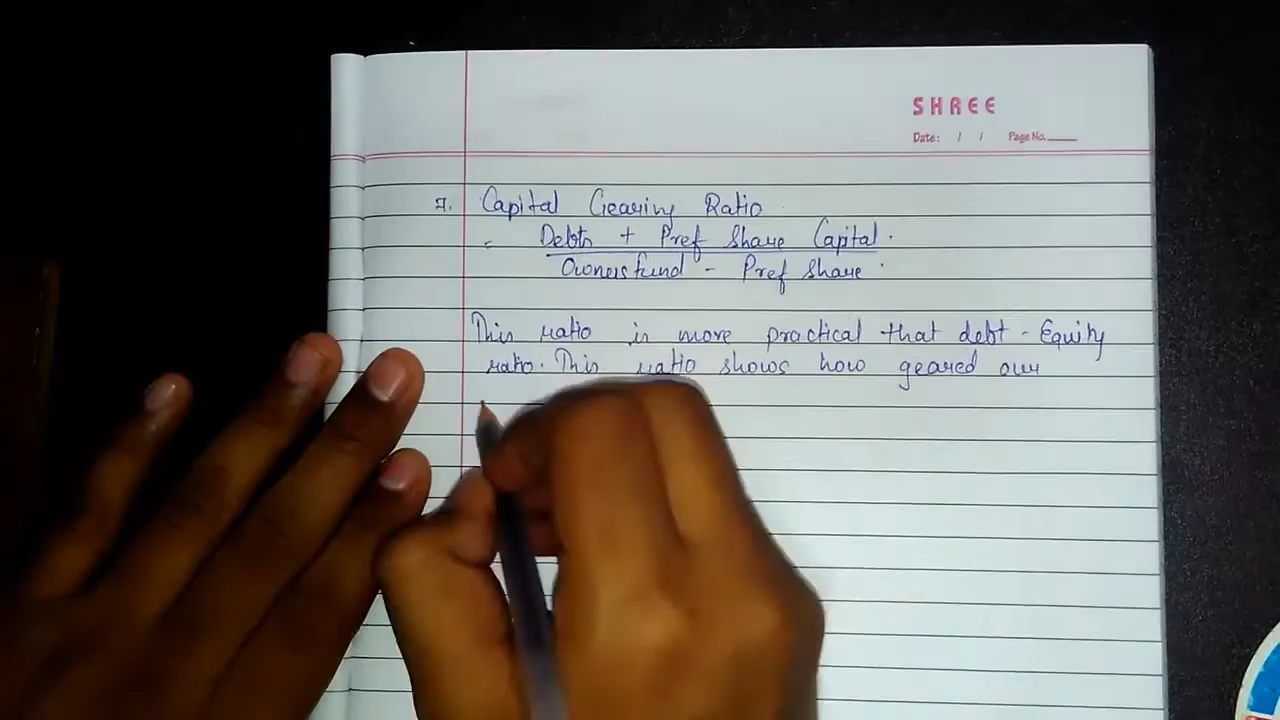 SHREE
Date: / / Page No.
7. Capital Gearing Ratio
= Debts + Pref Share Capital.
Owners fund - Pref Share
This ratio is more practical that debt - Equity
ratio. This ratio shows how geared our